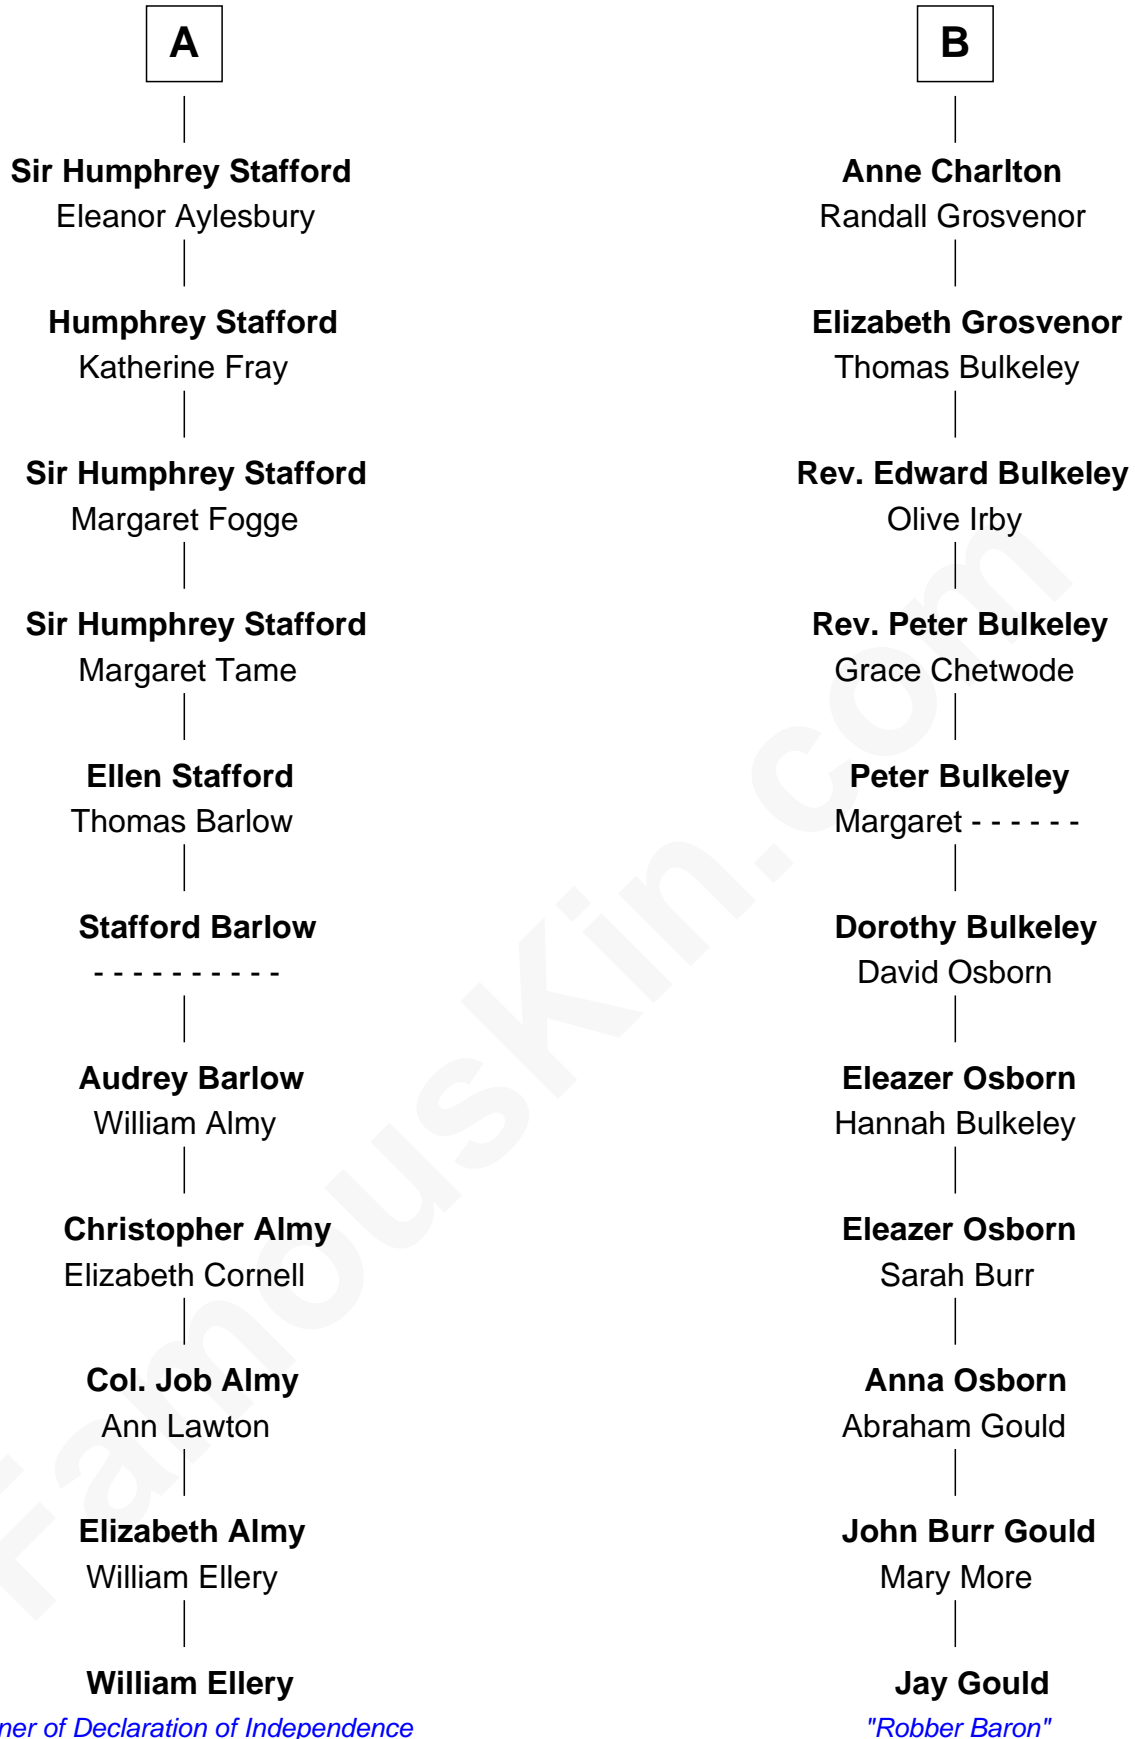 A
Sir Humphrey Stafford
Eleanor Aylesbury
Humphrey Stafford
Katherine Fray
Sir Humphrey Stafford
Margaret Fogge
Sir Humphrey Stafford
Margaret Tame
Ellen Stafford
Thomas Barlow
Stafford Barlow
- - - - - - - - - -
Audrey Barlow
William Almy
Christopher Almy
Elizabeth Cornell
Col. Job Almy
Ann Lawton
Elizabeth Almy
William Ellery
William Ellery
ner of Declaration of Independence
B
Anne Charlton
Randall Grosvenor
Elizabeth Grosvenor
Thomas Bulkeley
Rev. Edward Bulkeley
Olive Irby
Rev. Peter Bulkeley
Grace Chetwode
Peter Bulkeley
Margaret - - - - - -
Dorothy Bulkeley
David Osborn
Eleazer Osborn
Hannah Bulkeley
Eleazer Osborn
Sarah Burr
Anna Osborn
Abraham Gould
John Burr Gould
Mary More
Jay Gould
"Robber Baron"
FamousKin.com